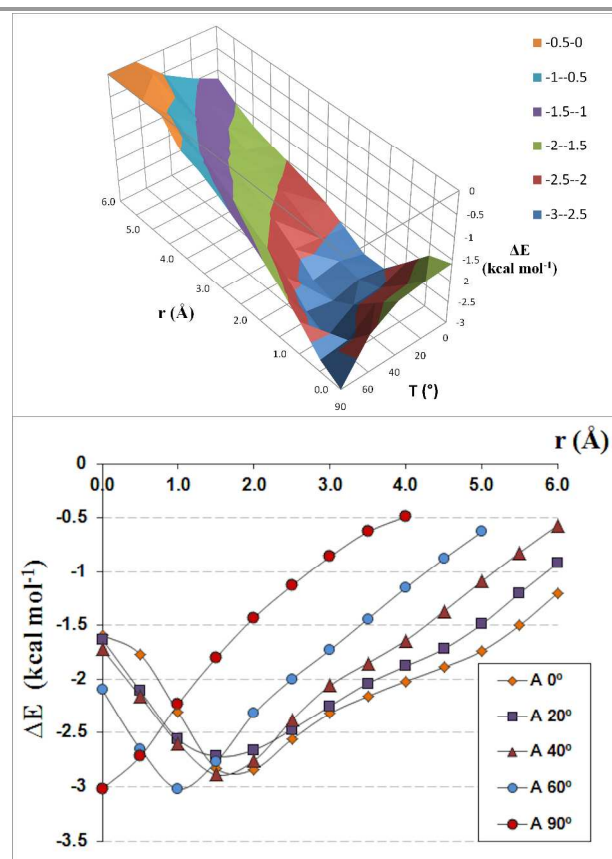 -0.5-0
-1--0.5
-1.5--1
-2--1.5
-2.5--2
-3--2.5
0
-0.5
-1
-1.5
-2
-2.5
-3
ΔE
(kcal mol-1)
6.0
5.0
4.0
3.0
2.0
1.0
0.0
r (Å)
0
20
40
60
90
T (°)
r (Å)
0
0.0 1.0 2.0 3.0 4.0 5.0 6.0
-0.5
-1
-1.5
-2
-2.5
-3
-3.5
ΔE (kcal mol-1)
A 0º
A 20º
A 40º
A 60º
A 90º